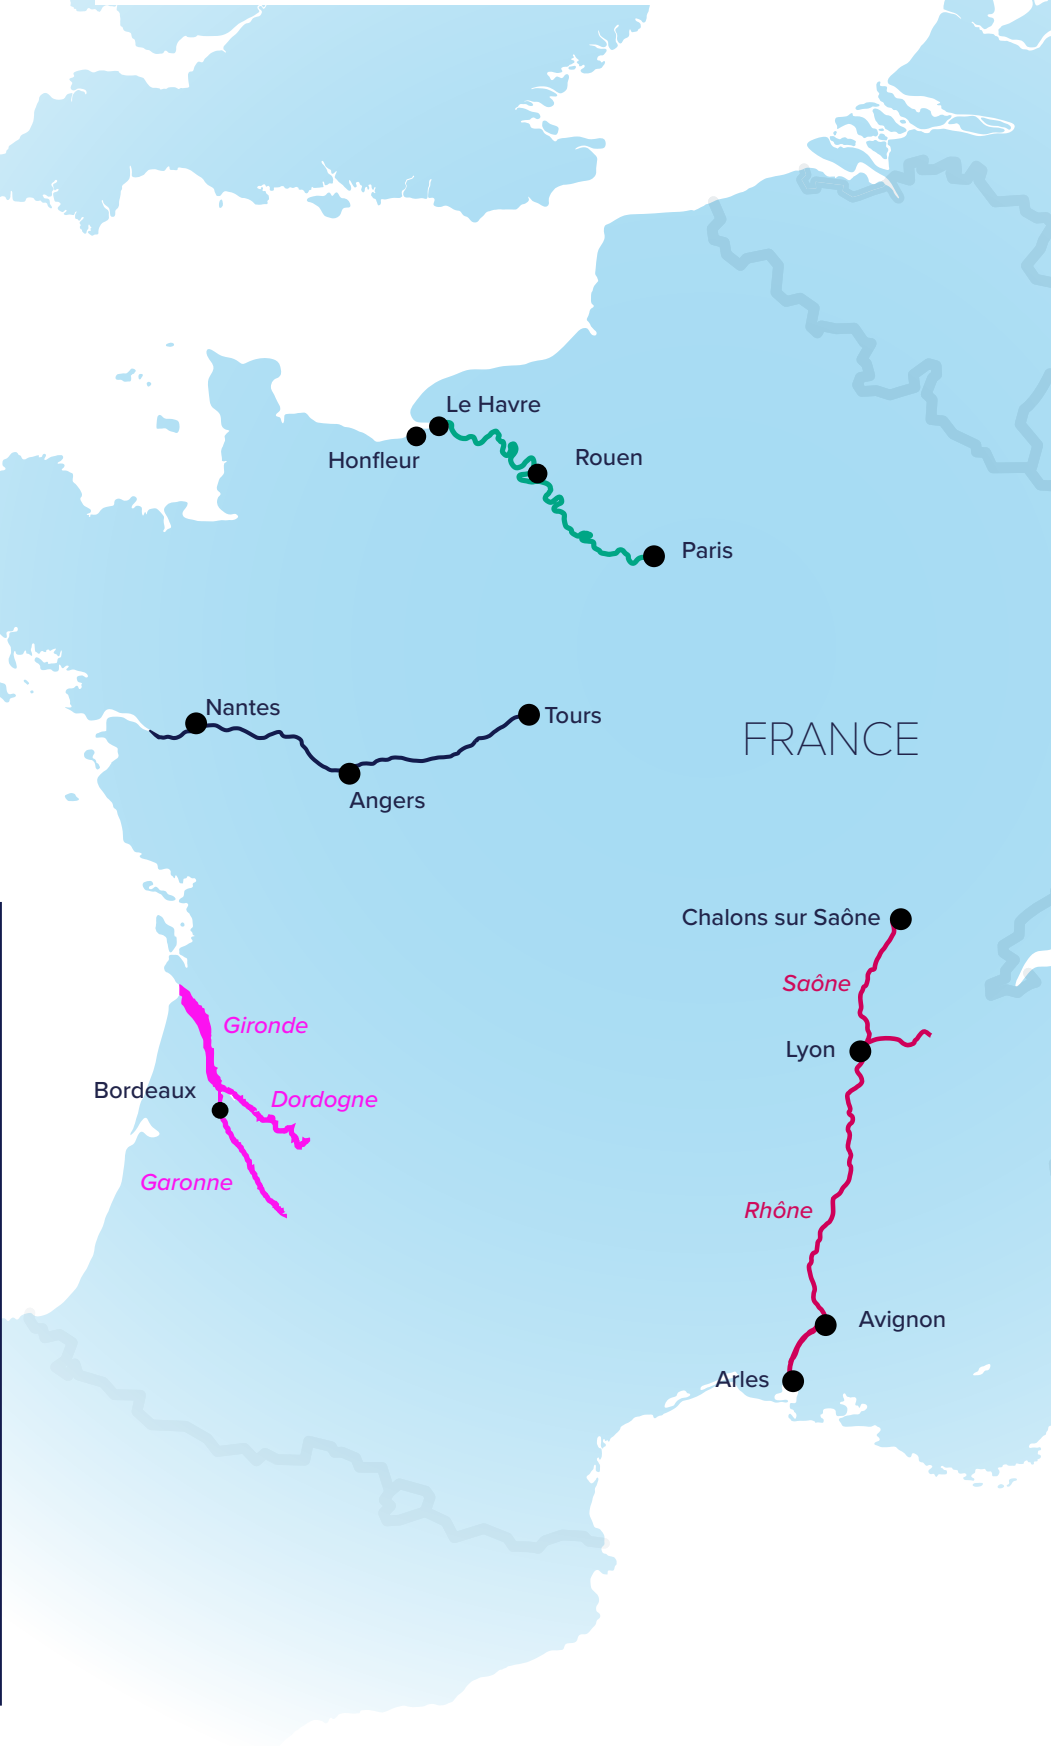 Le Havre
Honfleur
Rouen
Paris
Nantes
Tours
FRANCE
Angers
Chalons sur Saône
Saône
Gironde
Lyon
Bordeaux
Dordogne
Garonne
Rhône
Avignon
Arles